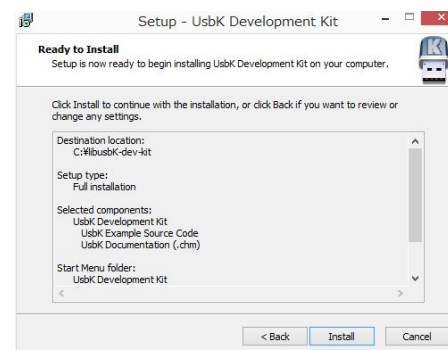 Setup - UsbK Development Kit
Ready to Install
Setup is now ready to begin installing UsbK Development Kit on your computer.
K
Click Install to continue with the installation, or click Back if you want to review or
change any settings.
Destination location:
C:¥libusbK-dev-kit
Setup type:
Full installation
Selected components:
UsbK Development Kit
UsbK Example Source Code
UsbK Documentation (.chm)
Start Menu folder:
UsbK Development Kit
< Back
Install
Cancel